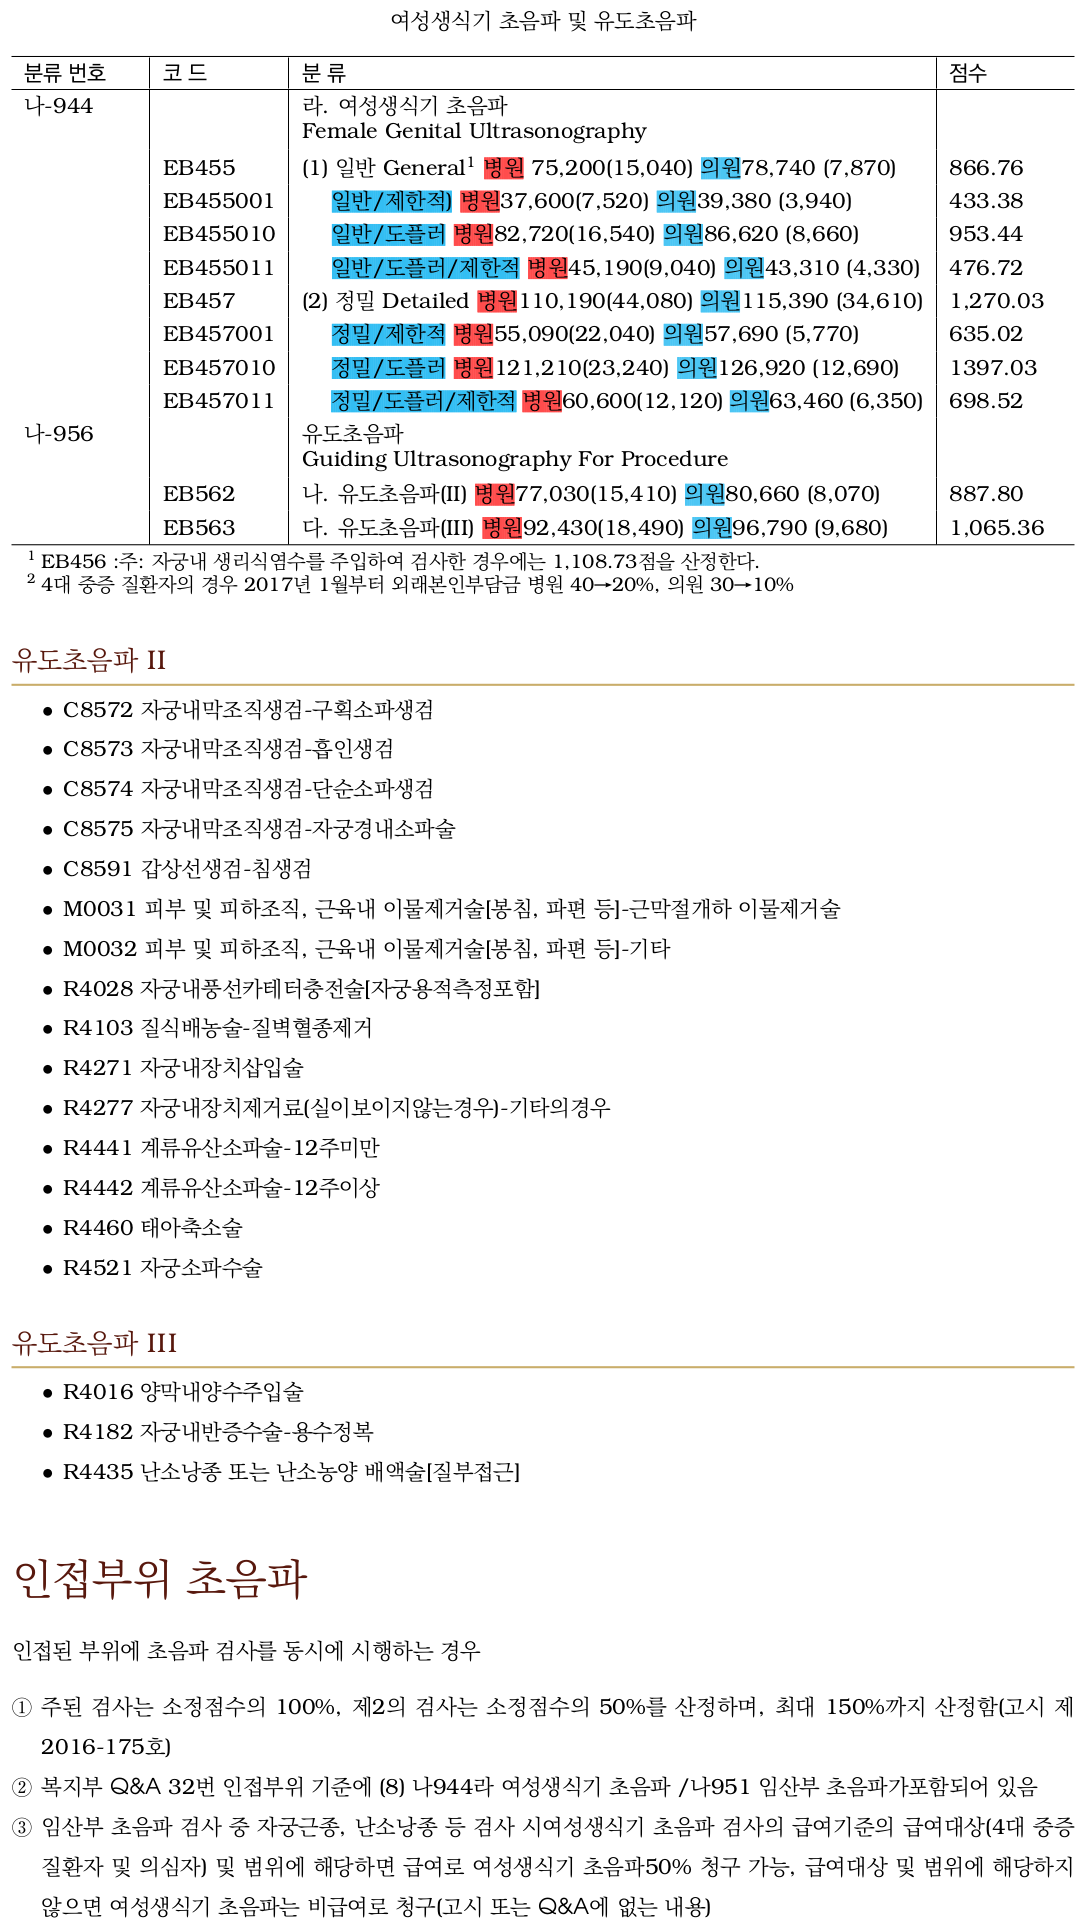 여성생식기 초음파 및 유도초음파
분류 번호 코 드 분 류 점수
나-944 라. 여성생식기 초음파
Female Genital Ultrasonography
EB455 (1) 일반 General¹ 병원 75,200(15,040) 의원78,740 (7,870) 866.76
EB455001 일반/제한적) 병원37,600(7,520) 의원39,380 (3,940) 433.38
EB455010 일반/도플러 병원82,720(16,540) 의원86,620 (8,660) 953.44
EB455011 일반/도플러/제한적 병원45,190(9,040) 의원43,310 (4,330) 476.72
EB457 (2) 정밀 Detailed 병원110,190(44,080) 의원115,390 (34,610) 1,270.03
EB457001 정밀/제한적 병원55,090(22,040) 의원57,690 (5,770) 635.02
EB457010 정밀/도플러 병원121,210(23,240) 의원126,920 (12,690) 1397.03
EB457011 정밀/도플러/제한적 병원60,600(12,120) 의원63,460 (6,350) 698.52
나-956 유도초음파
Guiding Ultrasonography For Procedure
EB562 나. 유도초음파(II) 병원77,030(15,410) 의원80,660 (8,070) 887.80
EB563 다. 유도초음파(III) 병원92,430(18,490) 의원96,790 (9,680) 1,065.36
¹ EB456 :주: 자궁내 생리식염수를 주입하여 검사한 경우에는 1,108.73점을 산정한다.
² 4대 중증 질환자의 경우 2017년 1월부터 외래본인부담금 병원 40→20%, 의원 30→10%
유도초음파 II
• C8572 자궁내막조직생검-구획소파생검
• C8573 자궁내막조직생검-흡인생검
• C8574 자궁내막조직생검-단순소파생검
• C8575 자궁내막조직생검-자궁경내소파술
• C8591 갑상선생검-침생검
• M0031 피부 및 피하조직, 근육내 이물제거술[봉침, 파편 등]-근막절개하 이물제거술
• M0032 피부 및 피하조직, 근육내 이물제거술[봉침, 파편 등]-기타
• R4028 자궁내풍선카테터충전술[자궁용적측정포함]
• R4103 질식배농술-질벽혈종제거
• R4271 자궁내장치삽입술
• R4277 자궁내장치제거료(실이보이지않는경우)-기타의경우
• R4441 계류유산소파술-12주미만
• R4442 계류유산소파술-12주이상
• R4460 태아축소술
• R4521 자궁소파수술
유도초음파 III
• R4016 양막내양수주입술
• R4182 자궁내반증수술-용수정복
• R4435 난소낭종 또는 난소농양 배액술[질부접근]
인접부위 초음파
인접된 부위에 초음파 검사를 동시에 시행하는 경우
① 주된 검사는 소정점수의 100%, 제2의 검사는 소정점수의 50%를 산정하며, 최대 150%까지 산정함(고시 제
2016-175호)
② 복지부 Q&A 32번 인접부위 기준에 (8) 나944라 여성생식기 초음파 /나951 임산부 초음파가포함되어 있음
③ 임산부 초음파 검사 중 자궁근종, 난소낭종 등 검사 시여성생식기 초음파 검사의 급여기준의 급여대상(4대 중증
질환자 및 의심자) 및 범위에 해당하면 급여로 여성생식기 초음파50% 청구 가능, 급여대상 및 범위에 해당하지
않으면 여성생식기 초음파는 비급여로 청구(고시 또는 Q&A에 없는 내용)